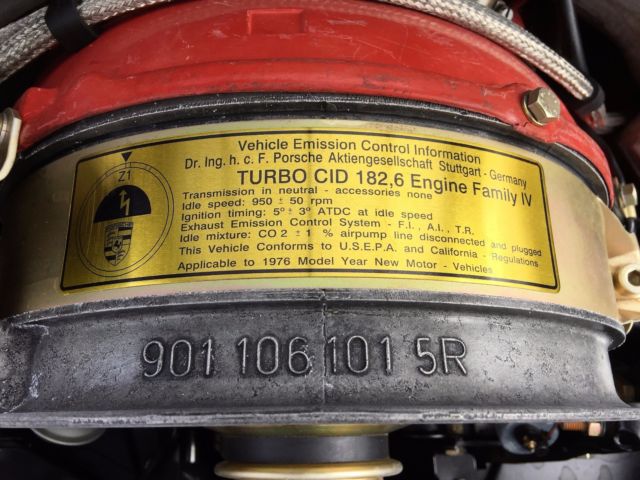 Vehicle Emission Control Information
Dr. Ing. h. c. F. Porsche Aktiengesellschaft Stuttgart - Germany
Z1
TURBO CID 182,6 Engine Family IV
Transmission in neutral - accessories none
Idle speed: 950 ± 50 rpm
Ignition timing: 5° ± 3° ATDC at idle speed
Exhaust Emission Control System - F.I., A.I., T.R.
Idle mixture: CO 2 ± 1 % airpump line disconnected and plugged
This Vehicle Conforms to U.S.E.P.A. and California - Regulations
Applicable to 1976 Model Year New Motor - Vehicles
901 106 101 5R